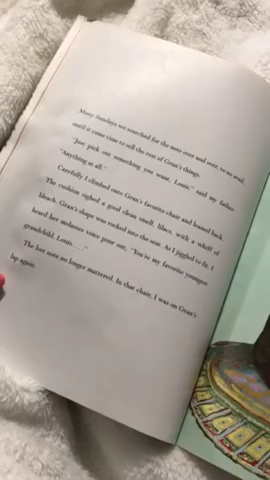 Many Sundays we searched for the nota over and over, to no avail,
until it came time to sell the rest of Gran's things.
"Just pick out something you want, Louis," said my father.
"Anything at all."
Carefully I climbed onto Gran's favorite chair and leaned back.
The cushion sighed a good clean smell, lilacs, with a whiff of
bleach. Gran's shape was rocked into the seat. As I jiggled to fit, I
heard her molasses voice pour out, "You're my favorite youngest
grandchild, Louis. . . ."
The lost note no longer mattered. In that chair, I was on Gran's
lap again.